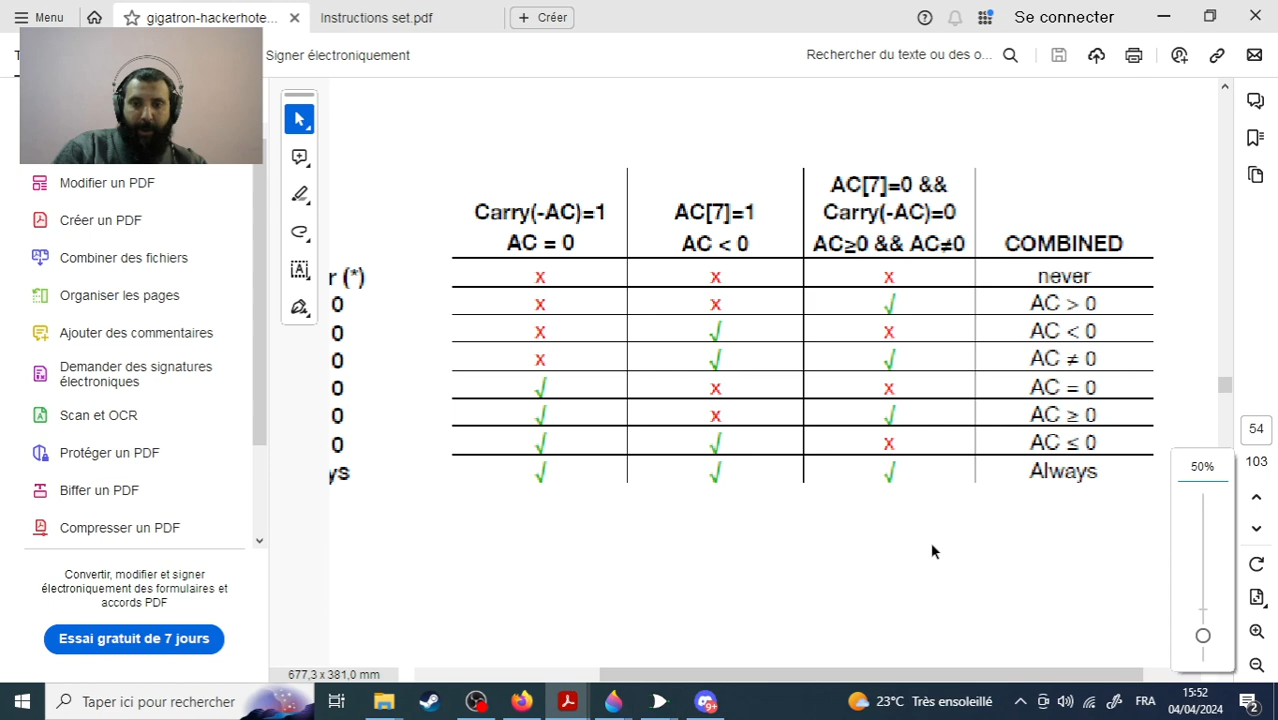 Menu
gigatron-hackerhote...
Instructions set.pdf
Créer
Se connecter
Signer électroniquement
Rechercher du texte ou des o...
Modifier un PDF
Créer un PDF
Combiner des fichiers
Organiser les pages
Ajouter des commentaires
Demander des signatures
électroniques
Scan et OCR
Protéger un PDF
Biffer un PDF
Compresser un PDF
Convertir, modifier et signer
électroniquement des formulaires et
accords PDF
Essai gratuit de 7 jours
AC[7]=0 &&
Carry(-AC)=1 AC[7]=1 Carry(-AC)=0
AC = 0 AC < 0 AC≥0 && AC≠0 COMBINED
r (*) x x x never
0 x x √ AC > 0
0 x √ x AC < 0
0 x √ √ AC ≠ 0
0 √ x x AC = 0
0 √ x √ AC ≥ 0
0 √ √ x AC ≤ 0
ys √ √ √ Always
54
103
50%
677,3 x 381,0 mm
Taper ici pour rechercher
23°C Très ensoleillé
FRA
15:52
04/04/2024
2